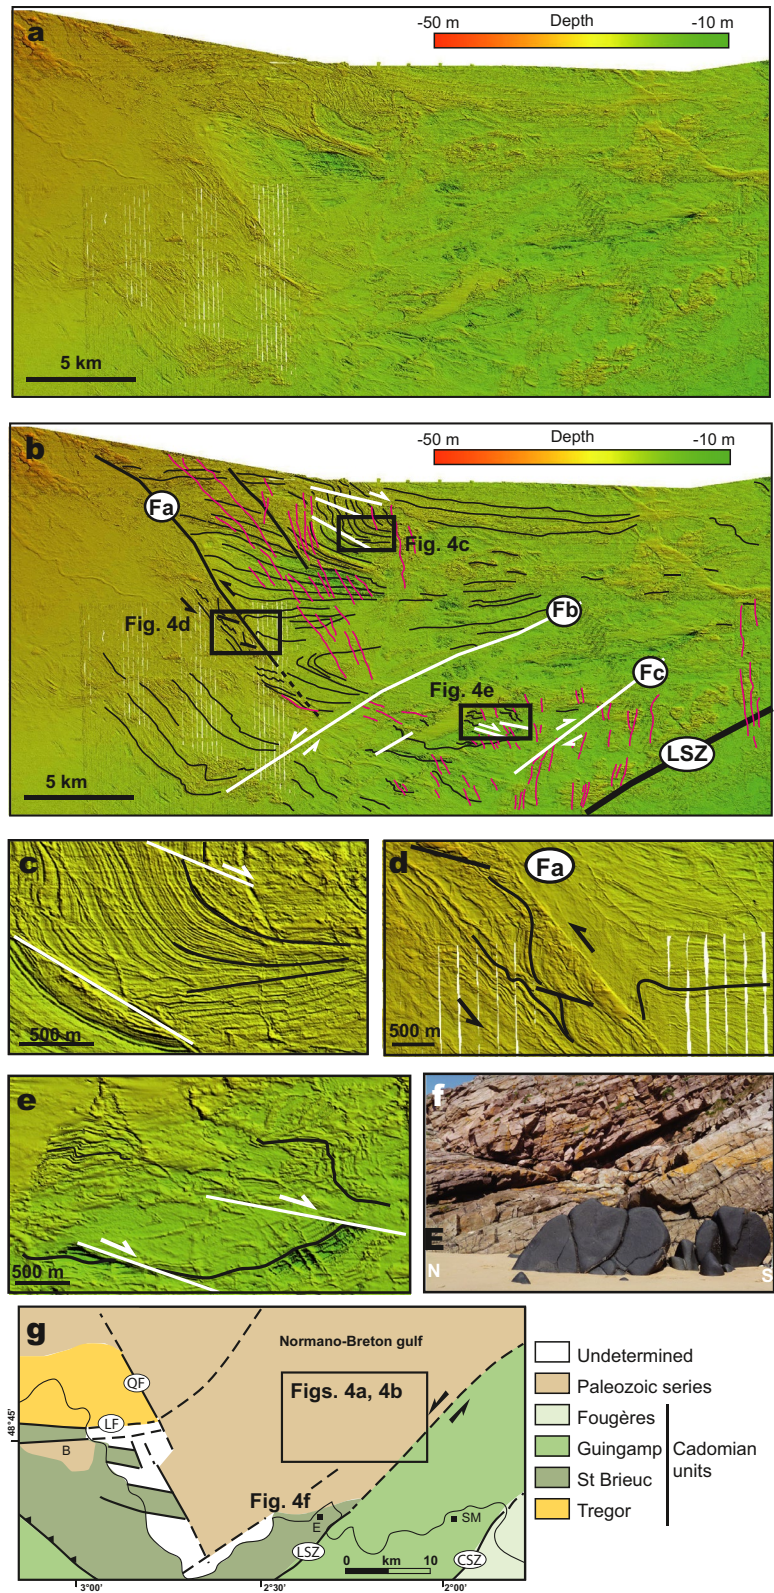 a
-50 m Depth -10 m
5 km
b
-50 m Depth -10 m
Fa
Fig. 4c
Fb
Fig. 4d
Fc
Fig. 4e
LSZ
5 km
c
500 m
d
Fa
500 m
e
500 m
f
E
N S
g
Normano-Breton gulf
QF
Figs. 4a, 4b
LF
48°45'
B
Fig. 4f
E
SM
LSZ
0 km 10
CSZ
3°00' 2°'30' 2°00'
Undetermined
Paleozoic series
Fougères
Guingamp
St Brieuc
Tregor
Cadomian
units